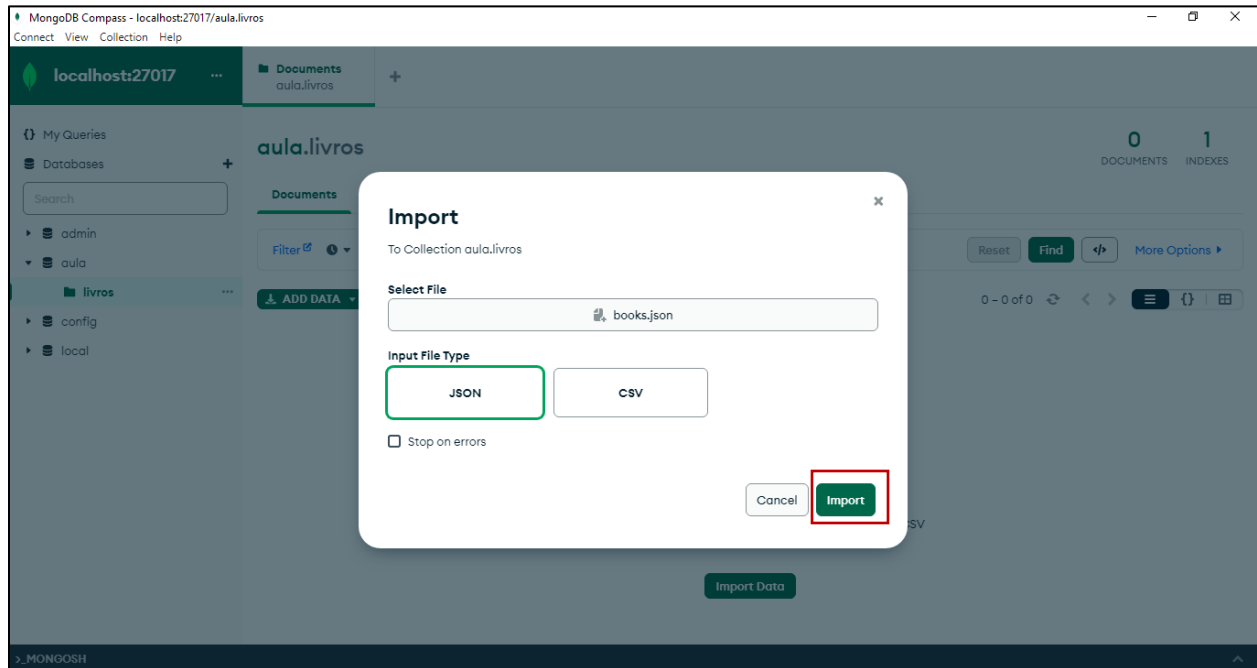 MongoDB Compass - localhost:27017/aula.livros
Connect View Collection Help
localhost:27017 ...
Documents
aula.livros
My Queries
Databases
Search
admin
aula
livros
config
local
aula.livros
0
DOCUMENTS
1
INDEXES
Documents
Filter
Reset
Find
More Options
ADD DATA
0 – 0 of 0
Import
To Collection aula.livros
Select File
books.json
Input File Type
JSON
CSV
Stop on errors
Cancel
Import
SV
Import Data
>_MONGOSH